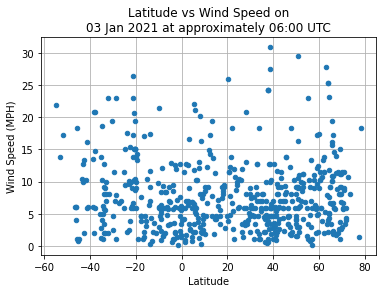 Latitude vs Wind Speed on
03 Jan 2021 at approximately 06:00 UTC
Wind Speed (MPH)
30
25
20
15
10
5
0
−60 −40 −20 0 20 40 60 80
Latitude